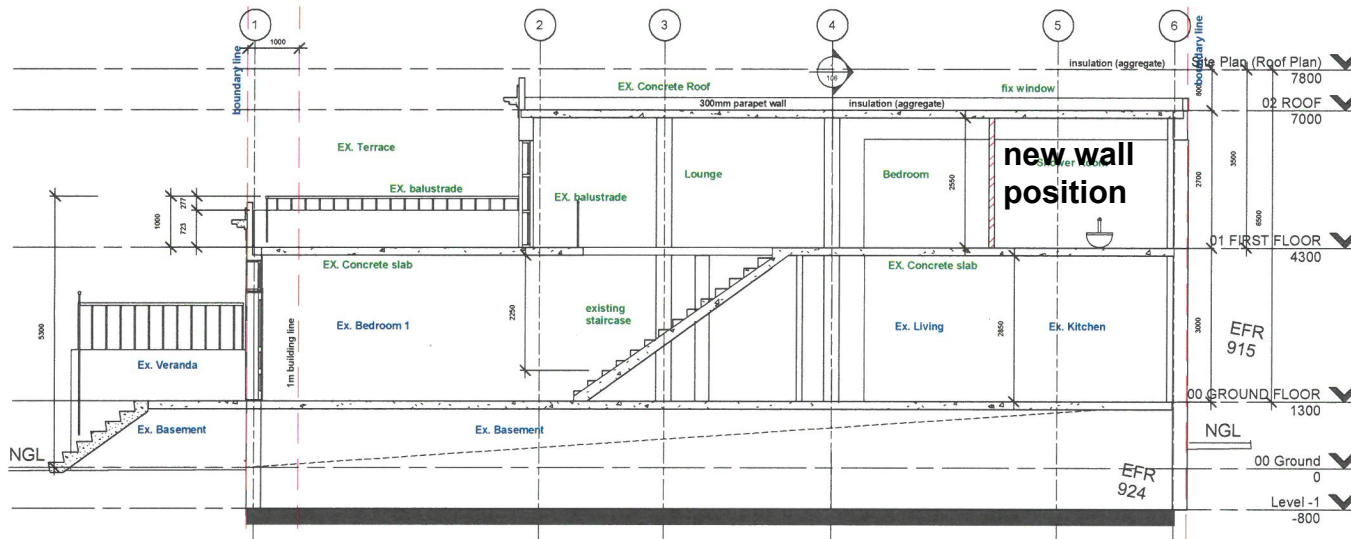 1
2
3
4
5
6
1000
boundary line
boundary line
insulation (aggregate)
Site Plan (Roof Plan)
7800
106
EX. Concrete Roof
fix window
800
300mm parapet wall
insulation (aggregate)
02 ROOF
7000
EX. Terrace
new wall
position
Shower Room
Lounge
Bedroom
2550
2700
3500
EX. balustrade
EX. balustrade
277
1000
723
6500
01 FIRST FLOOR
4300
EX. Concrete slab
EX. Concrete slab
2250
existing
staircase
5300
Ex. Bedroom 1
Ex. Living
Ex. Kitchen
2850
3000
EFR
915
1m building line
Ex. Veranda
00 GROUND FLOOR
1300
Ex. Basement
Ex. Basement
NGL
NGL
00 Ground
0
EFR
924
Level -1
-800